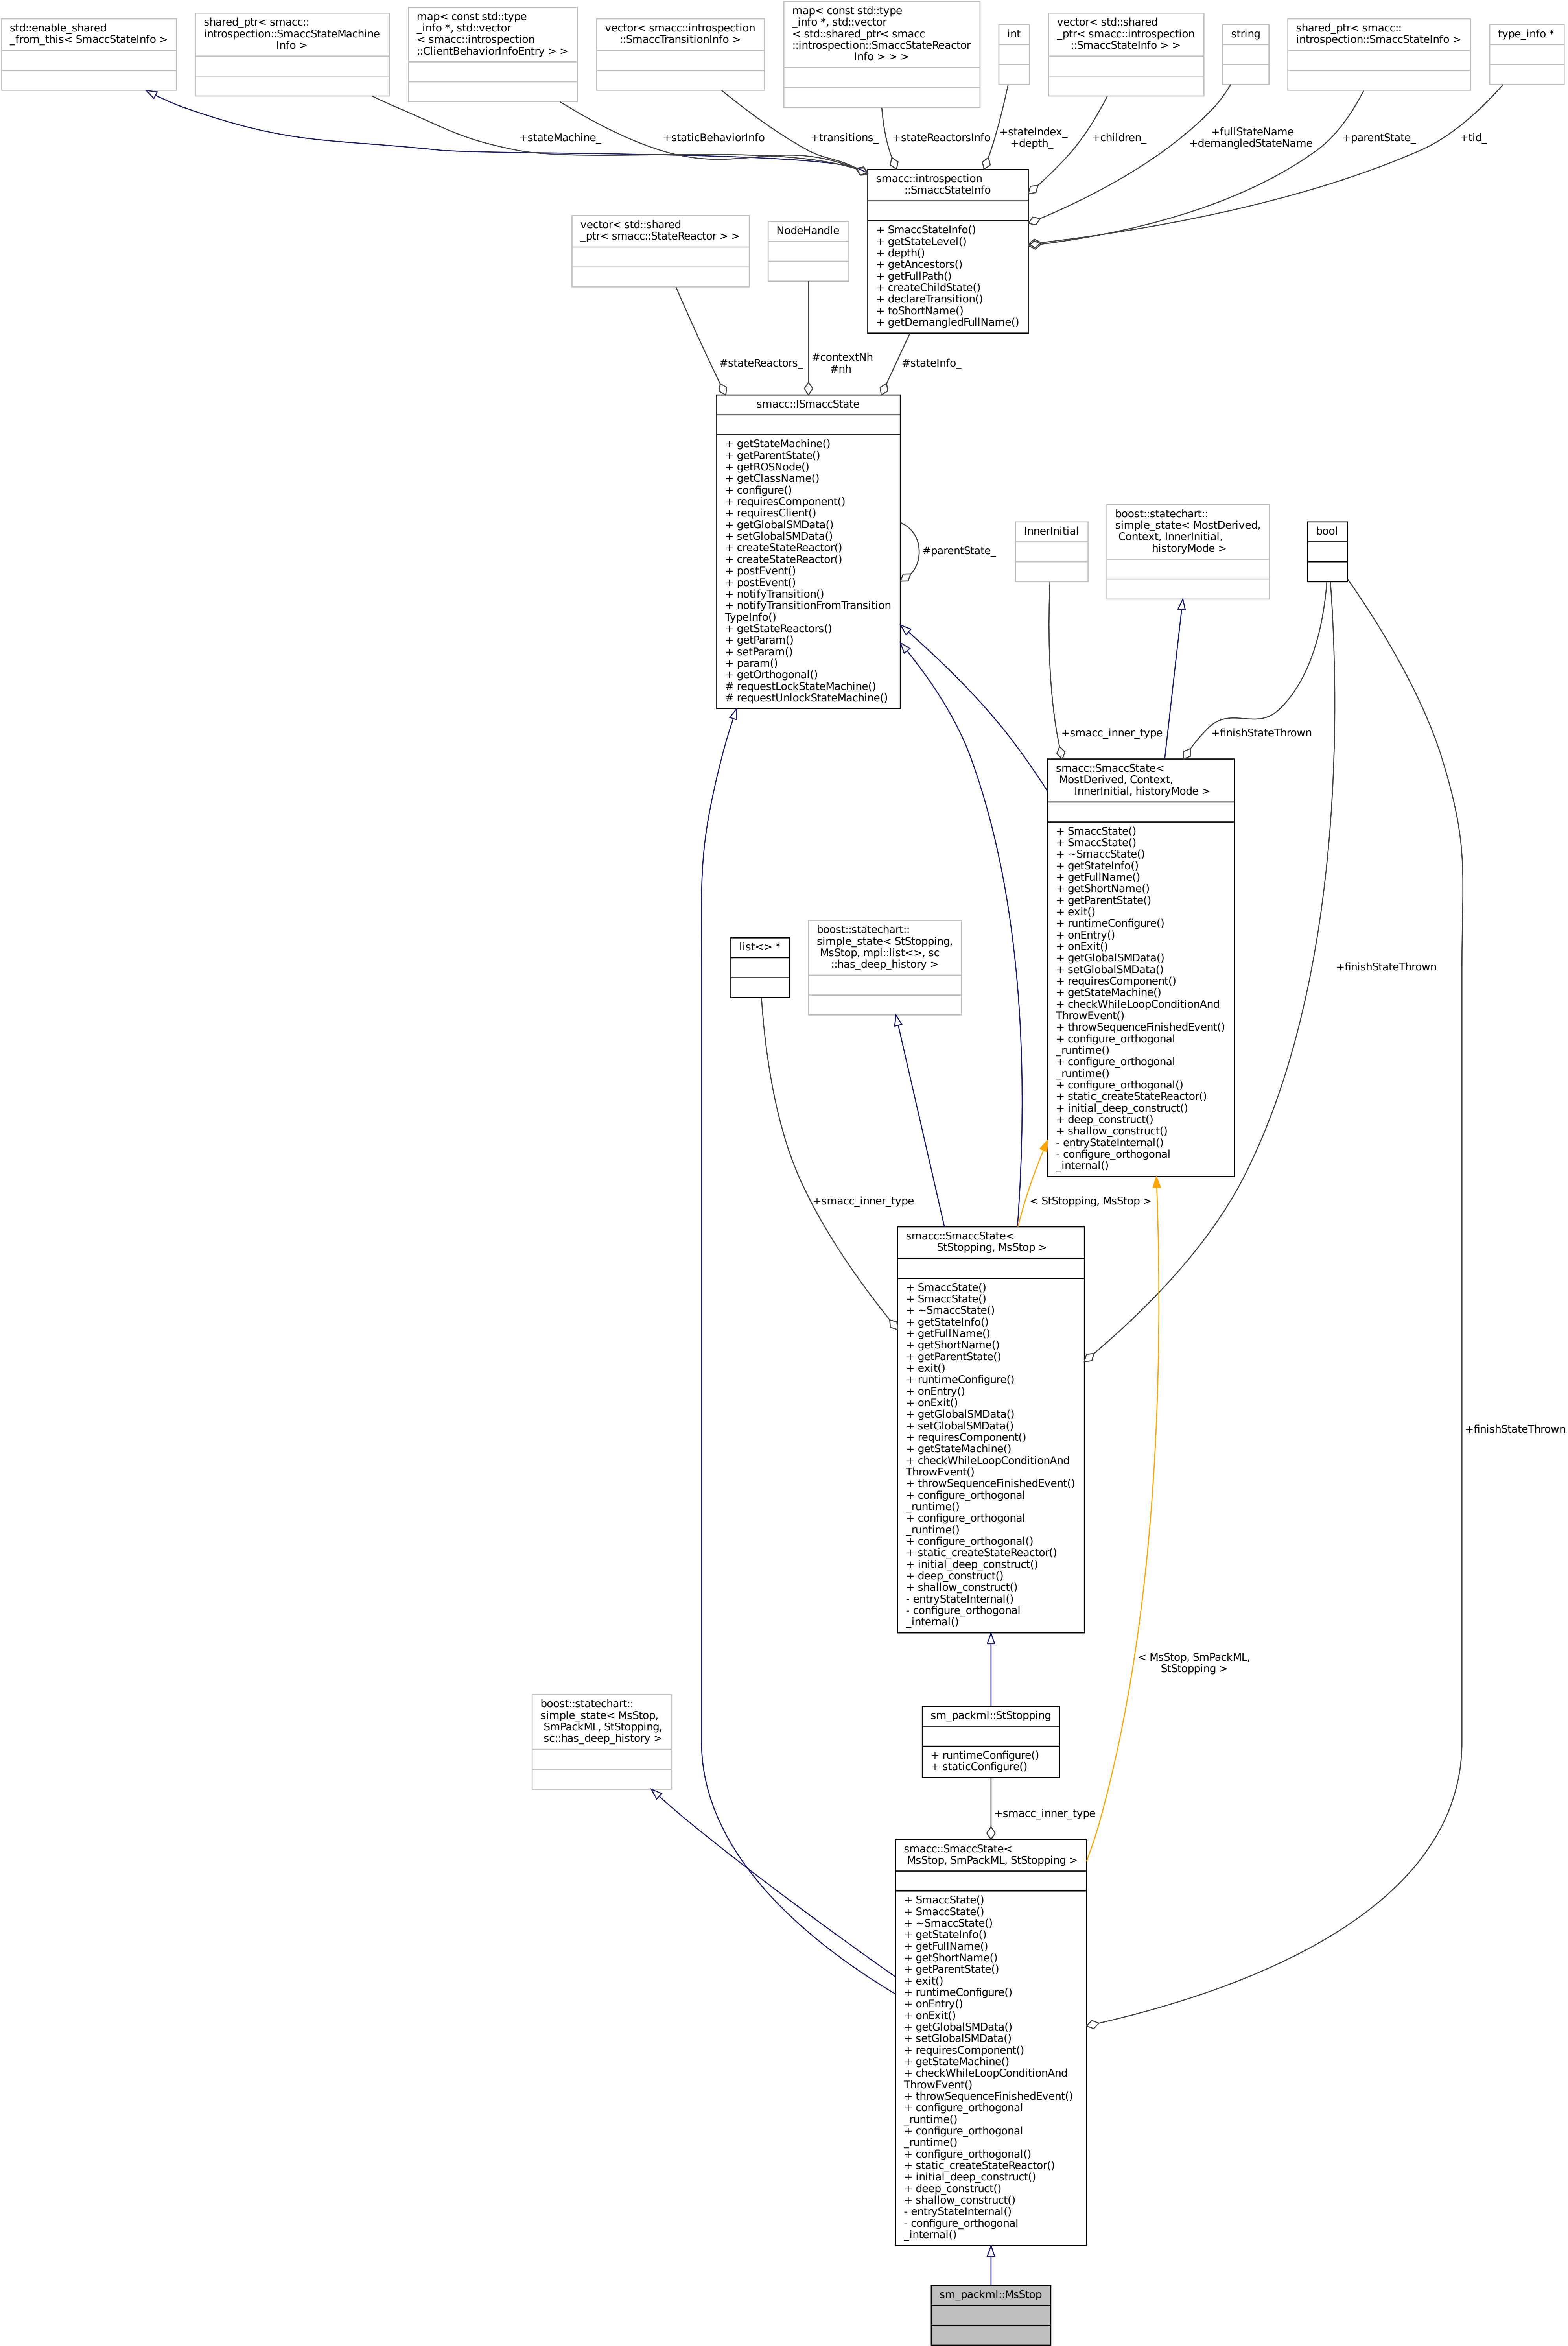 std::enable_shared
_from_this< SmaccStateInfo >
shared_ptr< smacc::
introspection::SmaccStateMachine
Info >
map< const std::type
_info *, std::vector
< smacc::introspection
::ClientBehaviorInfoEntry > >
vector< smacc::introspection
::SmaccTransitionInfo >
map< const std::type
_info *, std::vector
< std::shared_ptr< smacc
::introspection::SmaccStateReactor
Info > > >
int
vector< std::shared
_ptr< smacc::introspection
::SmaccStateInfo > >
string
shared_ptr< smacc::
introspection::SmaccStateInfo >
type_info *
+stateMachine_
+staticBehaviorInfo
+transitions_
+stateReactorsInfo
+stateIndex_
+depth_
+children_
+fullStateName
+demangledStateName
+parentState_
+tid_
smacc::introspection
::SmaccStateInfo
+ SmaccStateInfo()
+ getStateLevel()
+ depth()
+ getAncestors()
+ getFullPath()
+ createChildState()
+ declareTransition()
+ toShortName()
+ getDemangledFullName()
vector< std::shared
_ptr< smacc::StateReactor > >
NodeHandle
#stateReactors_
#contextNh
#nh
#stateInfo_
smacc::ISmaccState
+ getStateMachine()
+ getParentState()
+ getROSNode()
+ getClassName()
+ configure()
+ requiresComponent()
+ requiresClient()
+ getGlobalSMData()
+ setGlobalSMData()
+ createStateReactor()
+ createStateReactor()
+ postEvent()
+ postEvent()
+ notifyTransition()
+ notifyTransitionFromTransition
TypeInfo()
+ getStateReactors()
+ getParam()
+ setParam()
+ param()
+ getOrthogonal()
# requestLockStateMachine()
# requestUnlockStateMachine()
#parentState_
InnerInitial
boost::statechart::
simple_state< MostDerived,
Context, InnerInitial,
historyMode >
bool
+smacc_inner_type
+finishStateThrown
smacc::SmaccState<
MostDerived, Context,
InnerInitial, historyMode >
+ SmaccState()
+ SmaccState()
+ ~SmaccState()
+ getStateInfo()
+ getFullName()
+ getShortName()
+ getParentState()
+ exit()
+ runtimeConfigure()
+ onEntry()
+ onExit()
+ getGlobalSMData()
+ setGlobalSMData()
+ requiresComponent()
+ getStateMachine()
+ checkWhileLoopConditionAnd
ThrowEvent()
+ throwSequenceFinishedEvent()
+ configure_orthogonal
_runtime()
+ configure_orthogonal
_runtime()
+ configure_orthogonal()
+ static_createStateReactor()
+ initial_deep_construct()
+ deep_construct()
+ shallow_construct()
- entryStateInternal()
- configure_orthogonal
_internal()
list<> *
boost::statechart::
simple_state< StStopping,
MsStop, mpl::list<>, sc
::has_deep_history >
+finishStateThrown
+smacc_inner_type
< StStopping, MsStop >
smacc::SmaccState<
StStopping, MsStop >
+ SmaccState()
+ SmaccState()
+ ~SmaccState()
+ getStateInfo()
+ getFullName()
+ getShortName()
+ getParentState()
+ exit()
+ runtimeConfigure()
+ onEntry()
+ onExit()
+ getGlobalSMData()
+ setGlobalSMData()
+ requiresComponent()
+ getStateMachine()
+ checkWhileLoopConditionAnd
ThrowEvent()
+ throwSequenceFinishedEvent()
+ configure_orthogonal
_runtime()
+ configure_orthogonal
_runtime()
+ configure_orthogonal()
+ static_createStateReactor()
+ initial_deep_construct()
+ deep_construct()
+ shallow_construct()
- entryStateInternal()
- configure_orthogonal
_internal()
+finishStateThrown
< MsStop, SmPackML,
StStopping >
boost::statechart::
simple_state< MsStop,
SmPackML, StStopping,
sc::has_deep_history >
sm_packml::StStopping
+ runtimeConfigure()
+ staticConfigure()
+smacc_inner_type
smacc::SmaccState<
MsStop, SmPackML, StStopping >
+ SmaccState()
+ SmaccState()
+ ~SmaccState()
+ getStateInfo()
+ getFullName()
+ getShortName()
+ getParentState()
+ exit()
+ runtimeConfigure()
+ onEntry()
+ onExit()
+ getGlobalSMData()
+ setGlobalSMData()
+ requiresComponent()
+ getStateMachine()
+ checkWhileLoopConditionAnd
ThrowEvent()
+ throwSequenceFinishedEvent()
+ configure_orthogonal
_runtime()
+ configure_orthogonal
_runtime()
+ configure_orthogonal()
+ static_createStateReactor()
+ initial_deep_construct()
+ deep_construct()
+ shallow_construct()
- entryStateInternal()
- configure_orthogonal
_internal()
sm_packml::MsStop